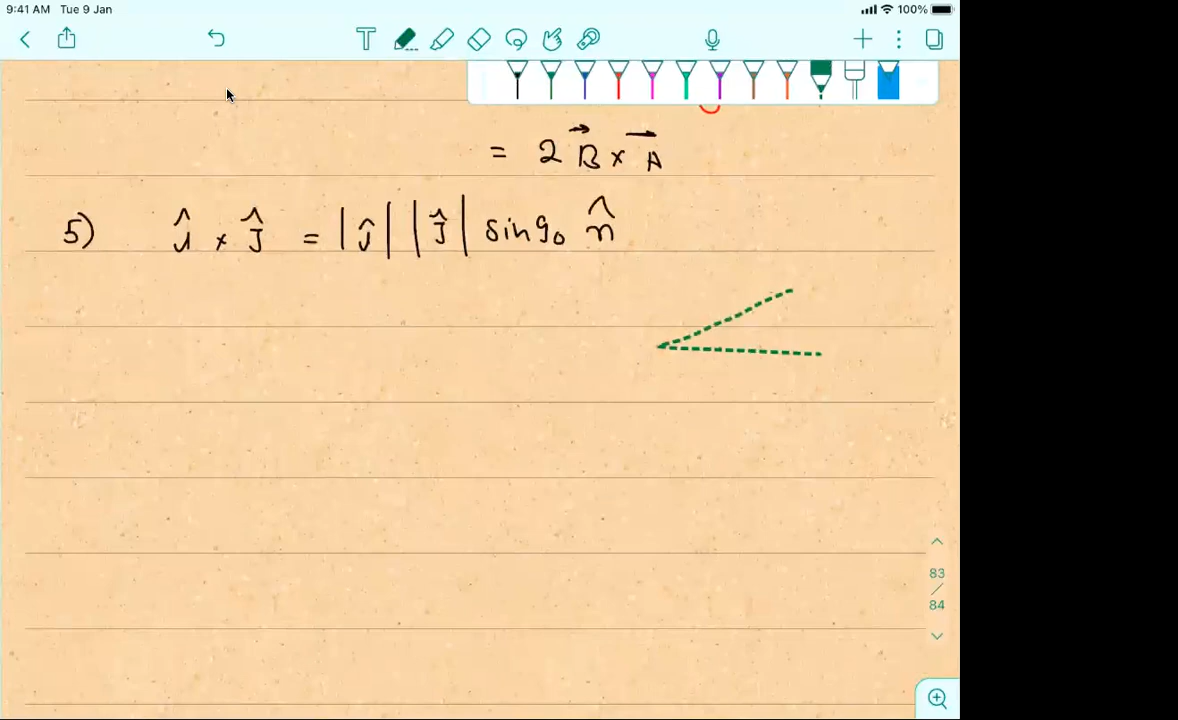 9:41 AM Tue 9 Jan 100%
= 2 B⃗ × A⃗
5) ĵ × ĵ = |ĵ| |ĵ| sin90 n̂
83
/
84